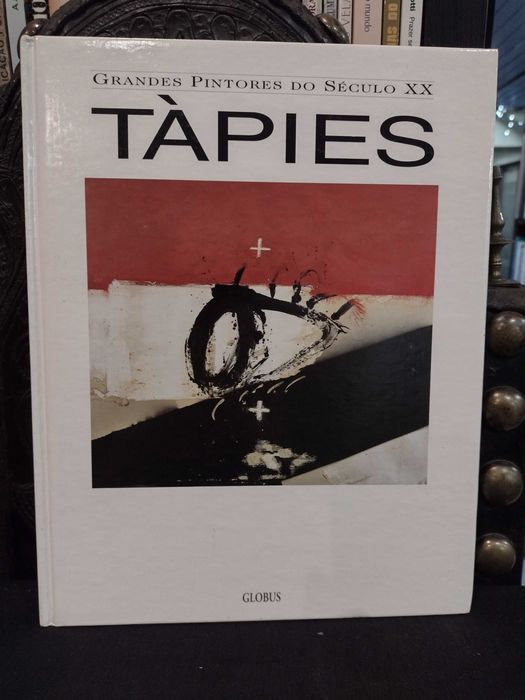 GRANDES PINTORES DO SÉCULO XX
TÀPIES
GLOBUS